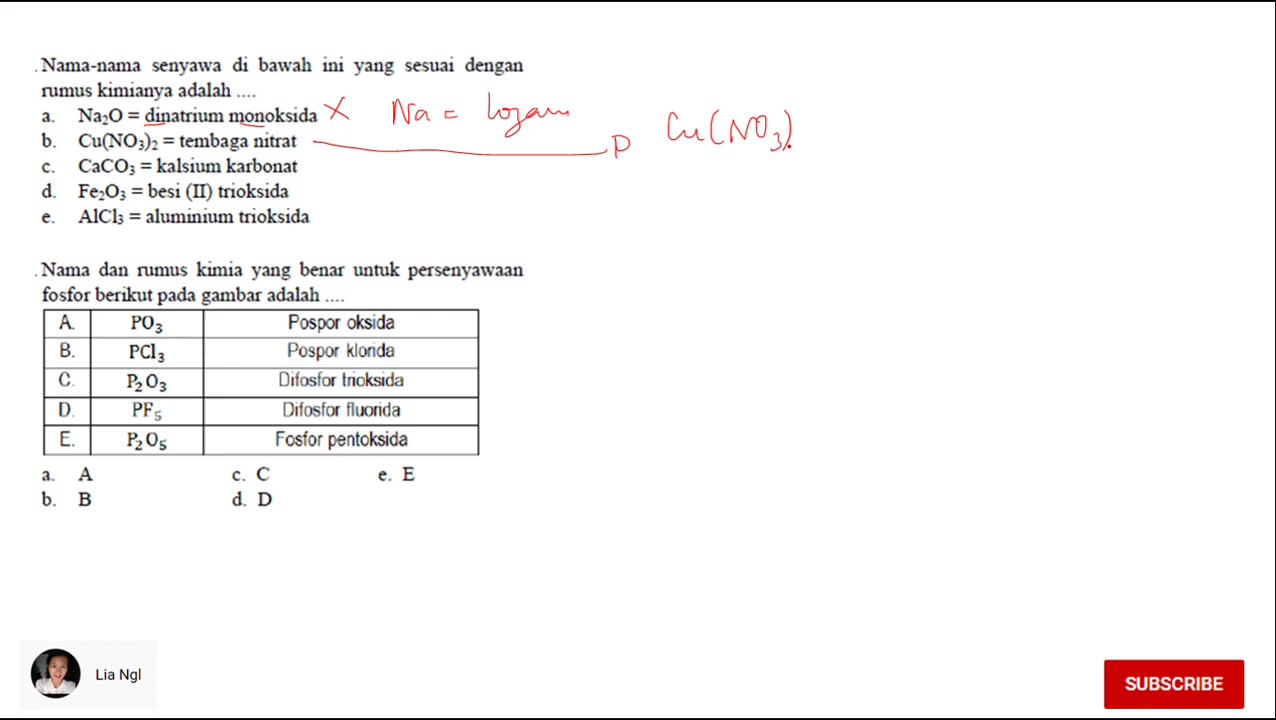 . Nama-nama senyawa di bawah ini yang sesuai dengan
rumus kimianya adalah ....
a. Na₂O = dinatrium monoksida X Na = logam
b. Cu(NO₃)₂ = tembaga nitrat Cu(NO₃)
c. CaCO₃ = kalsium karbonat
d. Fe₂O₃ = besi (II) trioksida
e. AlCl₃ = aluminium trioksida
. Nama dan rumus kimia yang benar untuk persenyawaan
fosfor berikut pada gambar adalah ....
A. PO₃ Pospor oksida
B. PCl₃ Pospor klorida
C. P₂O₃ Difosfor trioksida
D. PF₅ Difosfor fluorida
E. P₂O₅ Fosfor pentoksida
a. A c. C e. E
b. B d. D
Lia Ngl
SUBSCRIBE